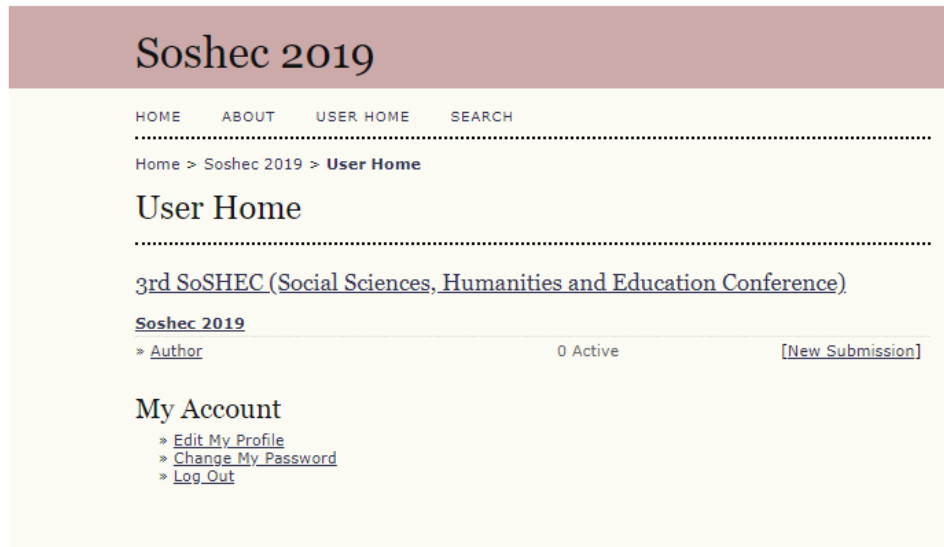 Soshec 2019
HOME ABOUT USER HOME SEARCH
Home > Soshec 2019 > User Home
User Home
3rd SoSHEC (Social Sciences, Humanities and Education Conference)
Soshec 2019
» Author 0 Active [New Submission]
My Account
» Edit My Profile
» Change My Password
» Log Out